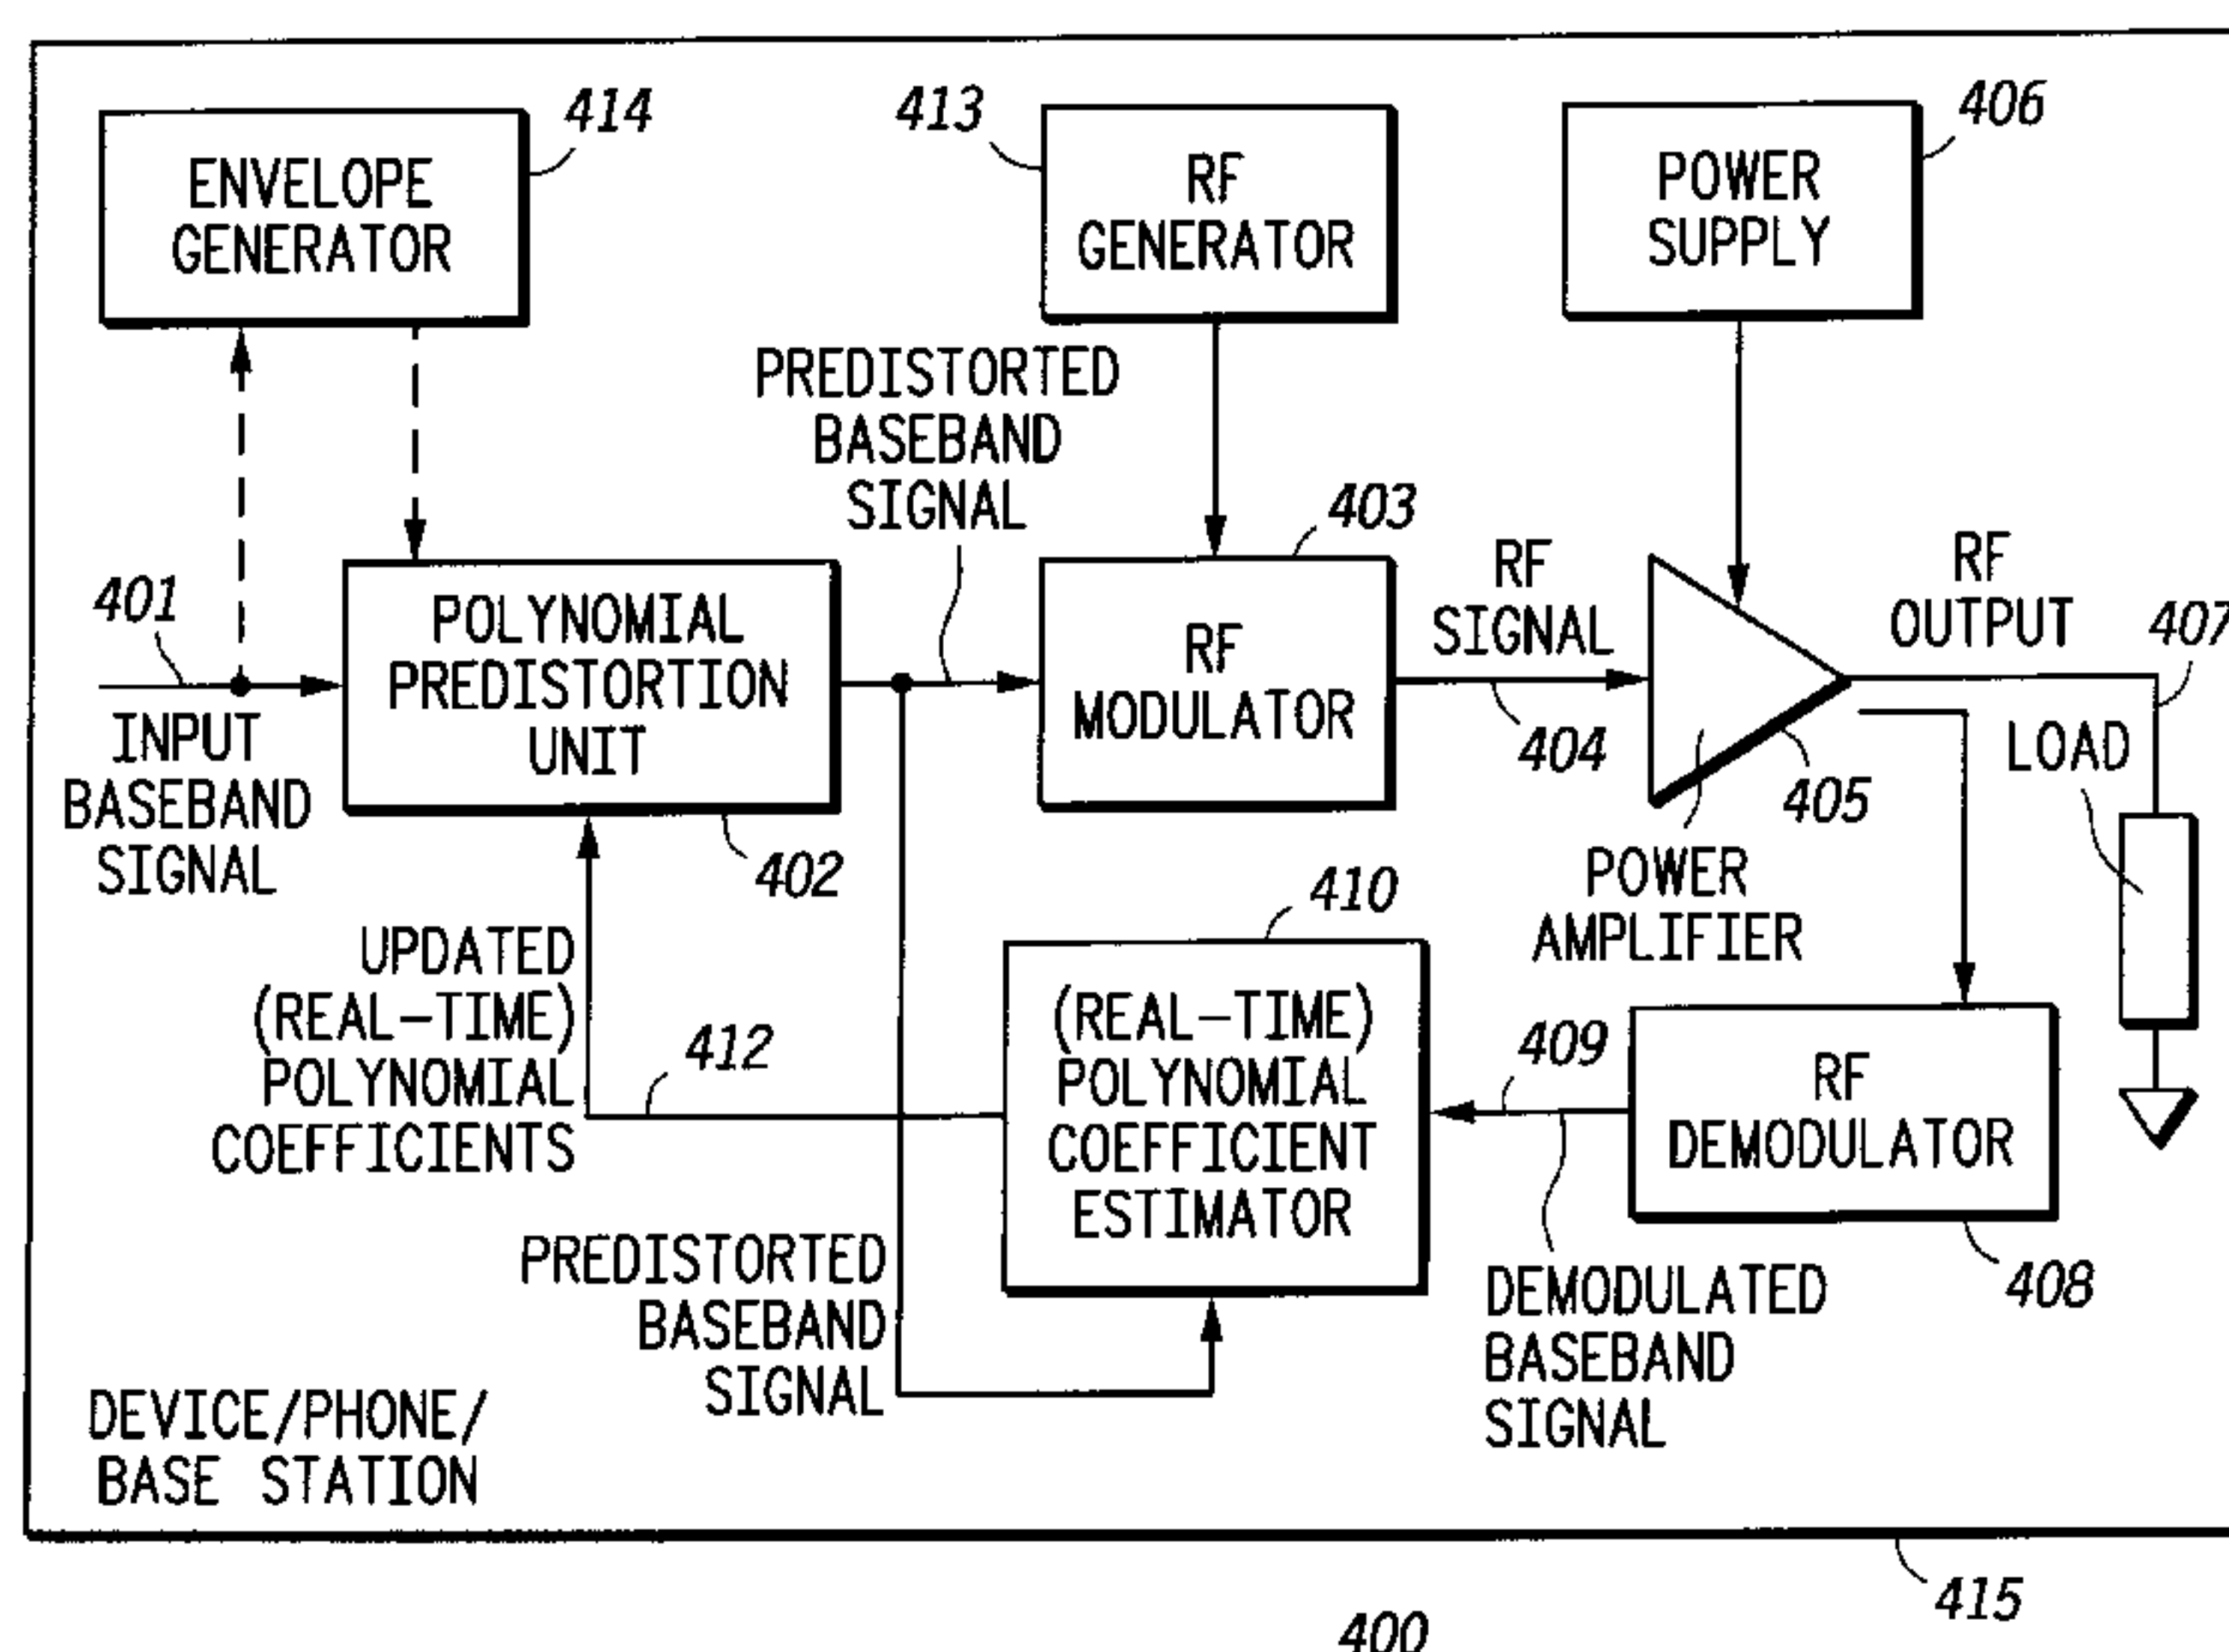 414
413
406
ENVELOPE
GENERATOR
RF
GENERATOR
POWER
SUPPLY
PREDISTORTED
BASEBAND
SIGNAL
403
401
RF
SIGNAL
RF
OUTPUT
407
POLYNOMIAL
PREDISTORTION
UNIT
RF
MODULATOR
INPUT
BASEBAND
SIGNAL
404
LOAD
405
402
POWER
AMPLIFIER
410
UPDATED
(REAL-TIME)
POLYNOMIAL
COEFFICIENTS
412
(REAL-TIME)
POLYNOMIAL
COEFFICIENT
ESTIMATOR
409
RF
DEMODULATOR
PREDISTORTED
BASEBAND
SIGNAL
DEMODULATED
BASEBAND
SIGNAL
408
DEVICE/PHONE/
BASE STATION
415
400